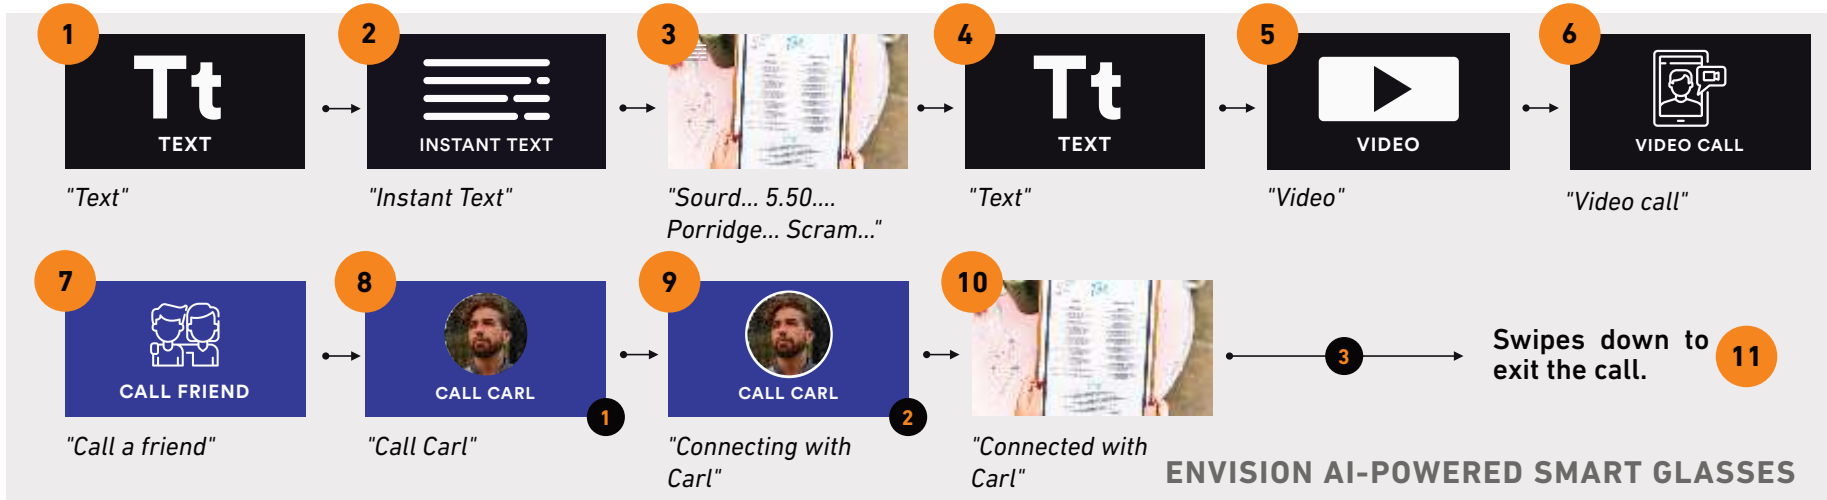 1
Tt
TEXT
"Text"
2
INSTANT TEXT
"Instant Text"
3
"Sourd... 5.50....
Porridge... Scram..."
4
Tt
TEXT
"Text"
5
VIDEO
"Video"
6
VIDEO CALL
"Video call"
7
CALL FRIEND
"Call a friend"
8
CALL CARL
1
"Call Carl"
9
CALL CARL
2
"Connecting with
Carl"
10
"Connected with
Carl"
3
Swipes down to
exit the call.
11
ENVISION AI-POWERED SMART GLASSES